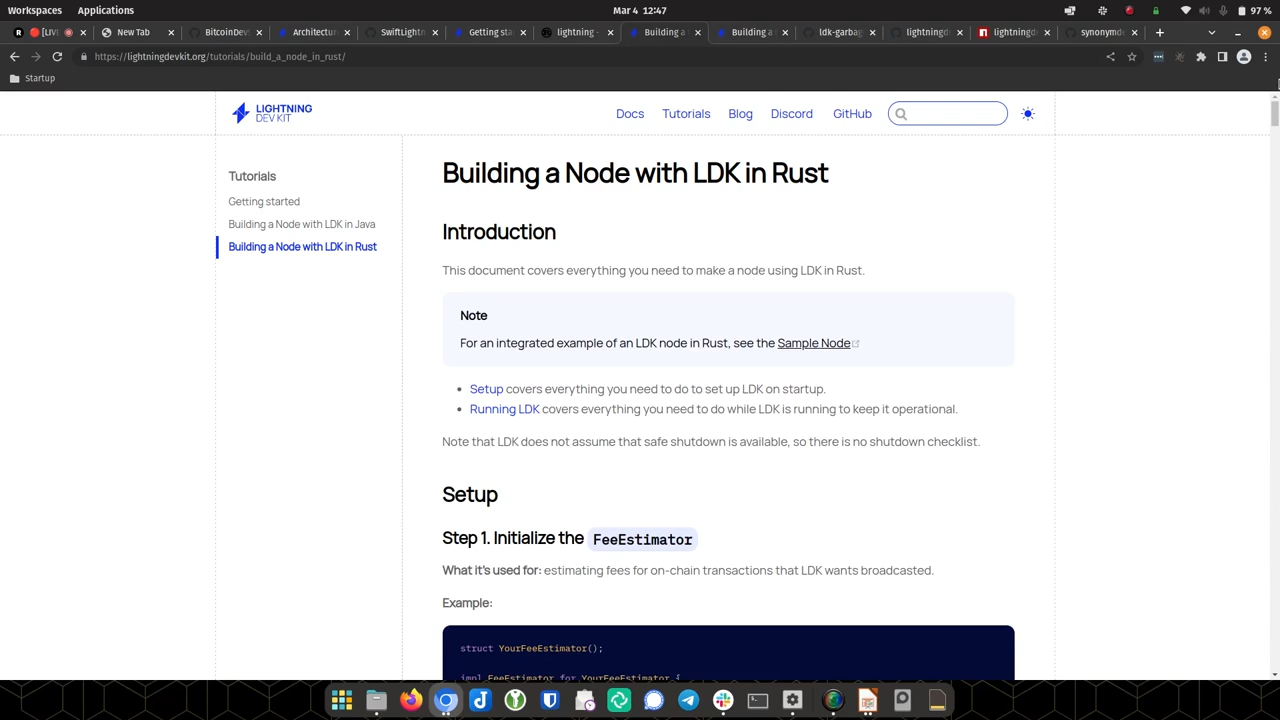 Workspaces Applications Mar 4 12:47 97 %
[LIV New Tab BitcoinDev Architectur SwiftLightn Getting sta lightning - Building a Building a ldk-garbag lightningd lightningd synonymd
https://lightningdevkit.org/tutorials/build_a_node_in_rust/
Startup
LIGHTNING
DEV KIT
Docs Tutorials Blog Discord GitHub
Tutorials
Getting started
Building a Node with LDK in Java
Building a Node with LDK in Rust
Building a Node with LDK in Rust
Introduction
This document covers everything you need to make a node using LDK in Rust.
Note
For an integrated example of an LDK node in Rust, see the Sample Node
• Setup covers everything you need to do to set up LDK on startup.
• Running LDK covers everything you need to do while LDK is running to keep it operational.
Note that LDK does not assume that safe shutdown is available, so there is no shutdown checklist.
Setup
Step 1. Initialize the FeeEstimator
What it's used for: estimating fees for on-chain transactions that LDK wants broadcasted.
Example:
struct YourFeeEstimator();
impl FeeEstimator for YourFeeEstimator {